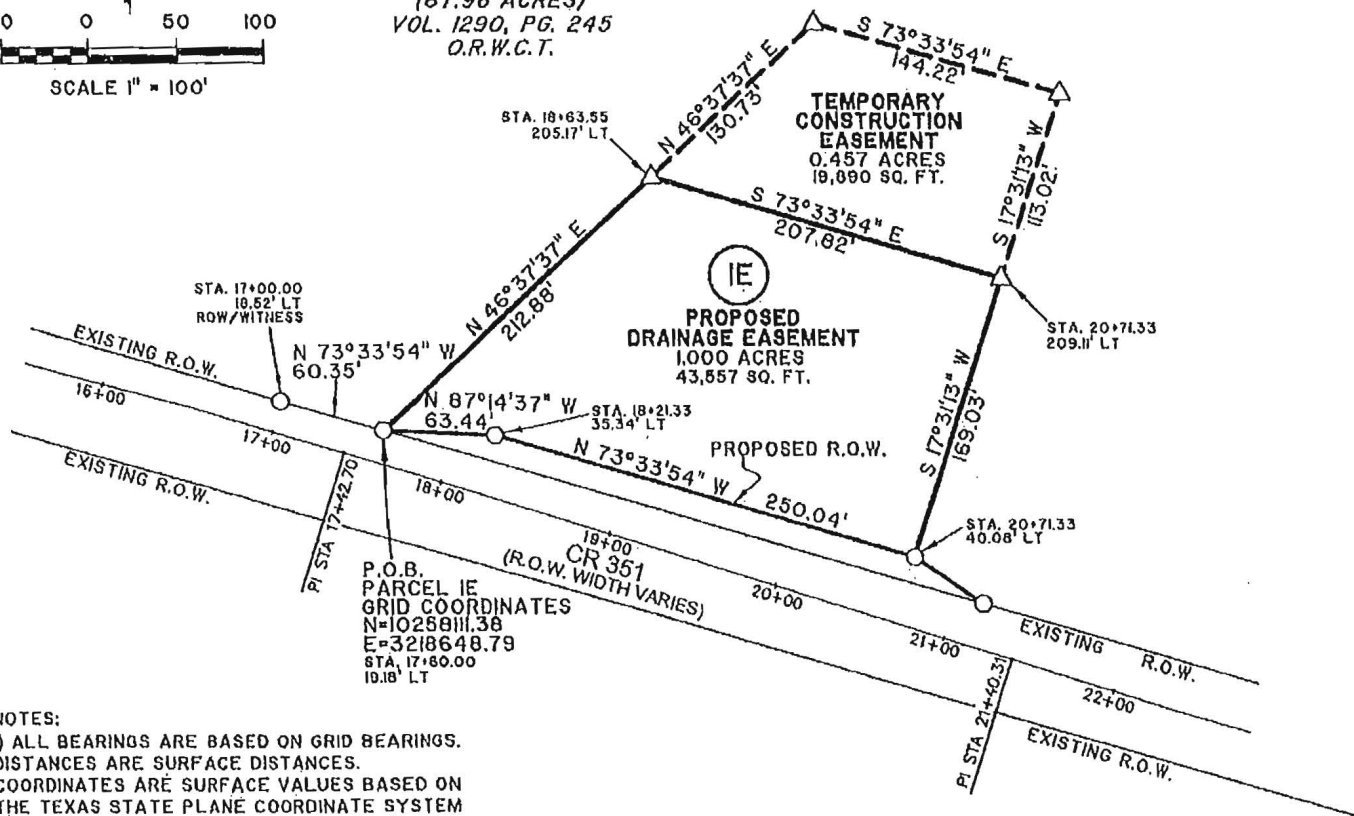 (87.96 ACRES)
VOL. 1290, PG. 245
O.R.W.C.T.
0 50 100
SCALE 1" = 100'
S 73°33'54" E
144.22'
N 46°37'37" E
130.73'
TEMPORARY
CONSTRUCTION
EASEMENT
0.457 ACRES
19,890 SQ. FT.
S 17°31'13" W
113.02'
STA. 18+63.55
205.17' LT
S 73°33'54" E
207.82'
IE
PROPOSED
DRAINAGE EASEMENT
1.000 ACRES
43,557 SQ. FT.
N 46°37'37" E
212.88'
STA. 20+71.33
209.11' LT
S 17°31'13" W
169.03'
STA. 17+00.00
18.52' LT
ROW/WITNESS
EXISTING R.O.W.
N 73°33'54" W
60.35'
N 87°14'37" W
63.44'
STA. 18+21.33
35.34' LT
N 73°33'54" W 250.04'
PROPOSED R.O.W.
STA. 20+71.33
40.08' LT
16+00
17+00
18+00
19+00
20+00
21+00
22+00
EXISTING R.O.W.
PI STA 17+42.70
CR 351
(R.O.W. WIDTH VARIES)
P.O.B.
PARCEL IE
GRID COORDINATES
N=10258111.38
E=3218648.79
STA. 17+60.00
19.18' LT
EXISTING R.O.W.
PI STA 21+40.31
EXISTING R.O.W.
NOTES:
) ALL BEARINGS ARE BASED ON GRID BEARINGS.
DISTANCES ARE SURFACE DISTANCES.
COORDINATES ARE SURFACE VALUES BASED ON
THE TEXAS STATE PLANE COORDINATE SYSTEM